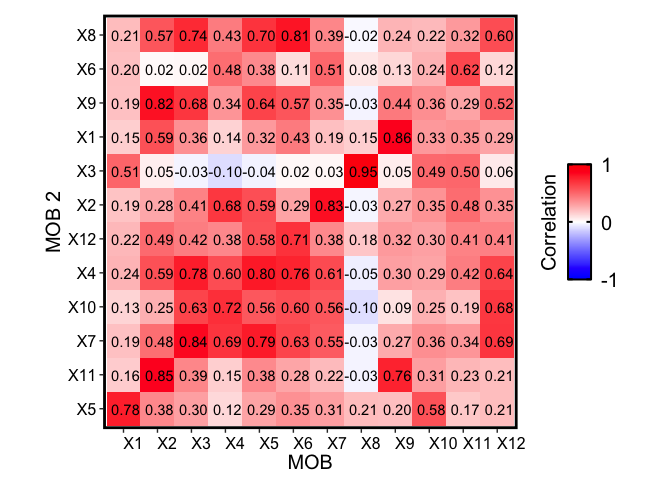 X8 0.21 0.57 0.74 0.43 0.70 0.81 0.39 -0.02 0.24 0.22 0.32 0.60
X6 0.20 0.02 0.02 0.48 0.38 0.11 0.51 0.08 0.13 0.24 0.62 0.12
X9 0.19 0.82 0.68 0.34 0.64 0.57 0.35 -0.03 0.44 0.36 0.29 0.52
X1 0.15 0.59 0.36 0.14 0.32 0.43 0.19 0.15 0.86 0.33 0.35 0.29
X3 0.51 0.05 -0.03 -0.10 -0.04 0.02 0.03 0.95 0.05 0.49 0.50 0.06
X2 0.19 0.28 0.41 0.68 0.59 0.29 0.83 -0.03 0.27 0.35 0.48 0.35
X12 0.22 0.49 0.42 0.38 0.58 0.71 0.38 0.18 0.32 0.30 0.41 0.41
X4 0.24 0.59 0.78 0.60 0.80 0.76 0.61 -0.05 0.30 0.29 0.42 0.64
X10 0.13 0.25 0.63 0.72 0.56 0.60 0.56 -0.10 0.09 0.25 0.19 0.68
X7 0.19 0.48 0.84 0.69 0.79 0.63 0.55 -0.03 0.27 0.36 0.34 0.69
X11 0.16 0.85 0.39 0.15 0.38 0.28 0.22 -0.03 0.76 0.31 0.23 0.21
X5 0.78 0.38 0.30 0.12 0.29 0.35 0.31 0.21 0.20 0.58 0.17 0.21
X1 X2 X3 X4 X5 X6 X7 X8 X9 X10 X11 X12
MOB
MOB 2
Correlation
1
0
-1